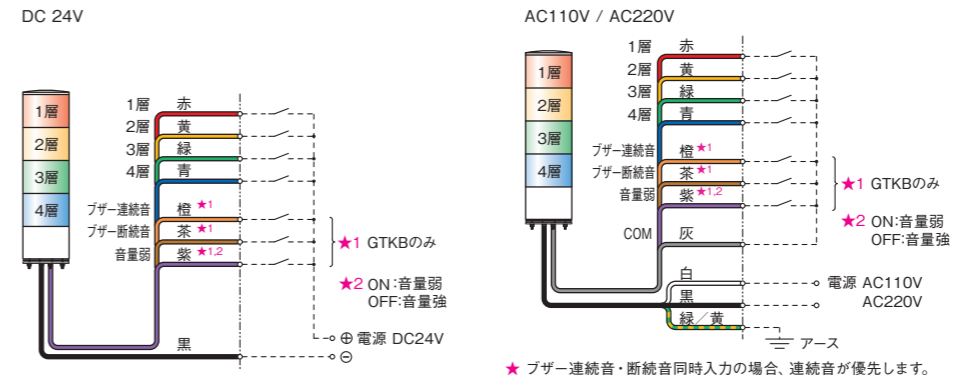 DC 24V
1層
2層
3層
4層
1層 赤
2層 黄
3層 緑
4層 青
ブザー連続音 橙 ★1
ブザー断続音 茶 ★1
音量弱 紫 ★1,2
★1 GTKBのみ
★2 ON:音量弱
OFF:音量強
黒
⊕ 電源 DC24V
⊖
AC110V / AC220V
1層
2層
3層
4層
1層 赤
2層 黄
3層 緑
4層 青
ブザー連続音 橙 ★1
ブザー断続音 茶 ★1
音量弱 紫 ★1,2
★1 GTKBのみ
★2 ON:音量弱
OFF:音量強
COM 灰
白
電源 AC110V
黒
AC220V
緑/黄
アース
★ ブザー連続音・断続音同時入力の場合、連続音が優先します。